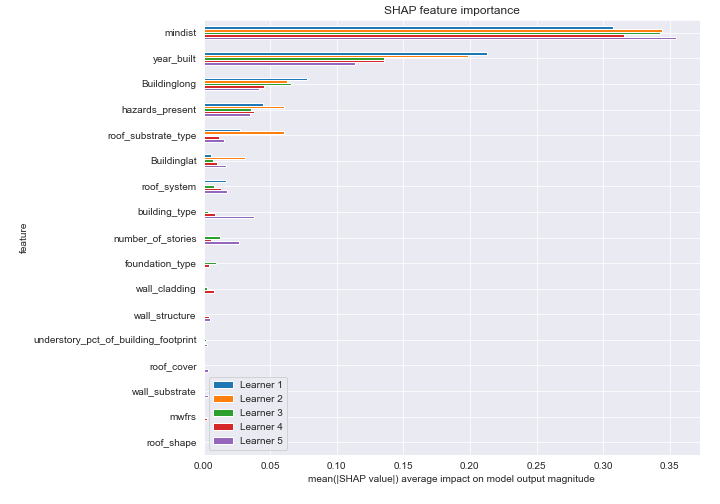 SHAP feature importance
mindist
year_built
Buildinglong
hazards_present
roof_substrate_type
Buildinglat
roof_system
building_type
number_of_stories
foundation_type
wall_cladding
wall_structure
understory_pct_of_building_footprint
roof_cover
wall_substrate
mwfrs
roof_shape
feature
Learner 1
Learner 2
Learner 3
Learner 4
Learner 5
0.00 0.05 0.10 0.15 0.20 0.25 0.30 0.35
mean(|SHAP value|) average impact on model output magnitude